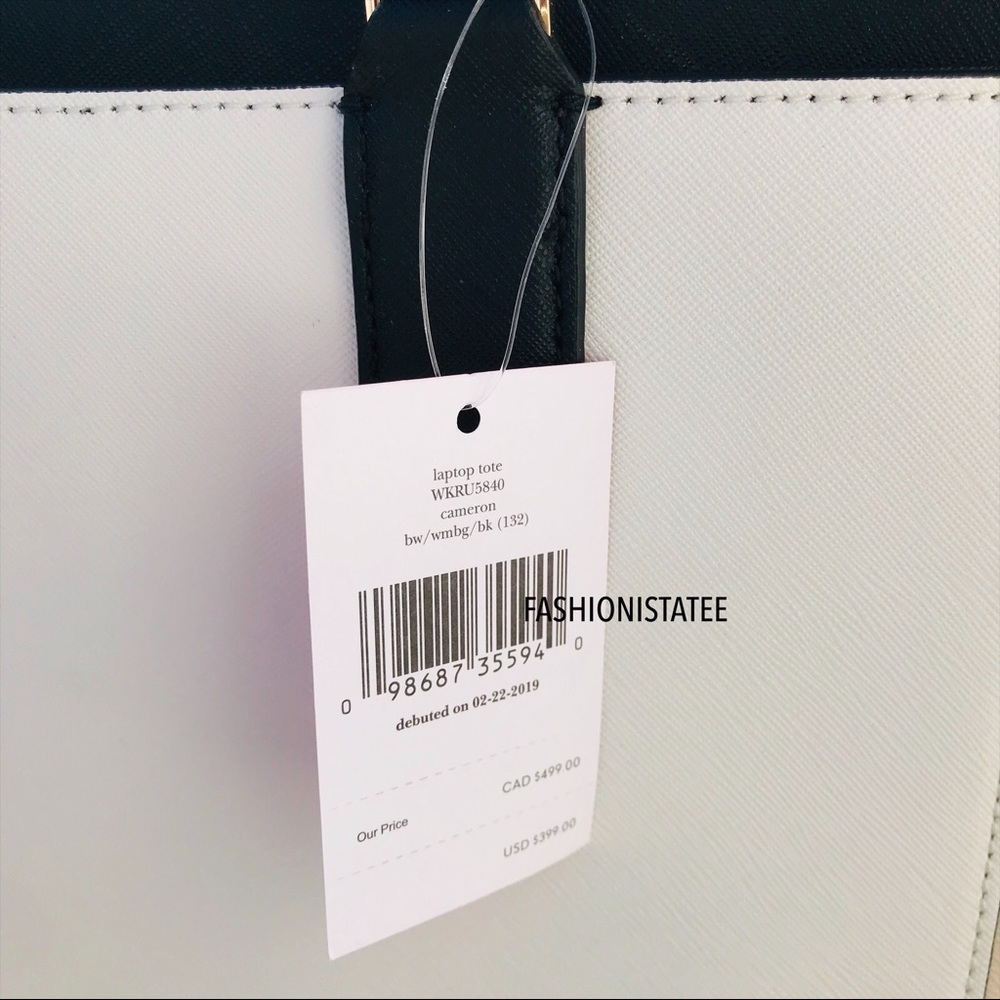 laptop tote
WKRU5840
cameron
bw/wmbg/bk (132)
FASHIONISTATEE
0 98687 35594 0
debuted on 02-22-2019
CAD $499.00
Our Price
USD $399.00